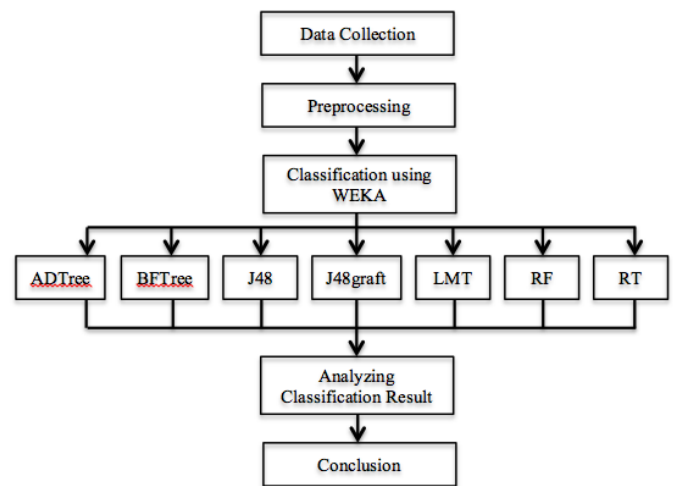 Data Collection
Preprocessing
Classification using
WEKA
ADTree
BFTree
J48
J48graft
LMT
RF
RT
Analyzing
Classification Result
Conclusion